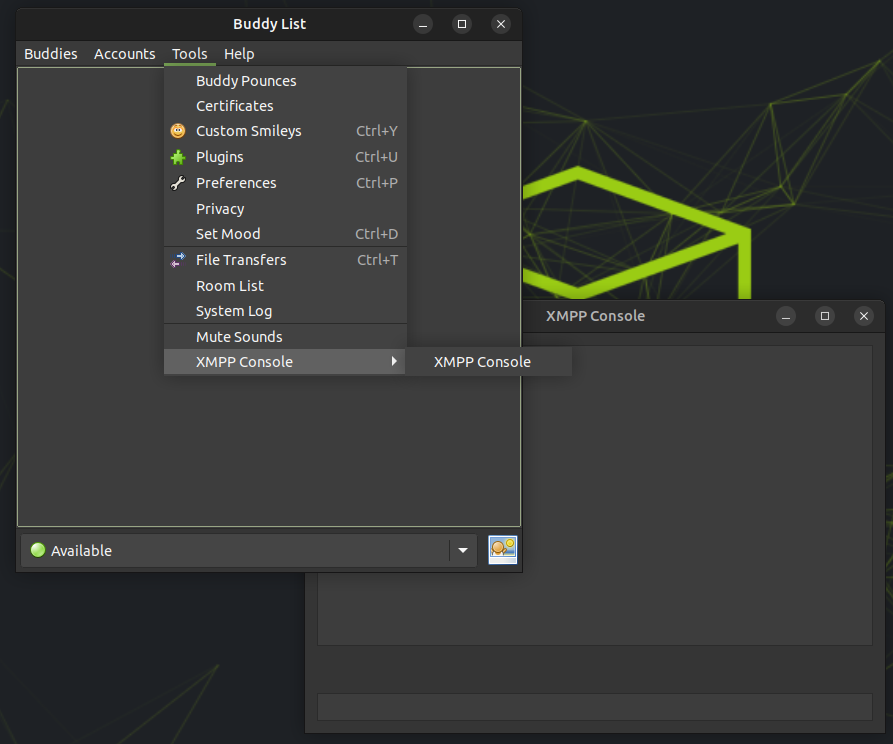 Buddy List
Buddies Accounts Tools Help
Buddy Pounces
Certificates
Custom Smileys Ctrl+Y
Plugins Ctrl+U
Preferences Ctrl+P
Privacy
Set Mood Ctrl+D
File Transfers Ctrl+T
Room List
System Log
Mute Sounds
XMPP Console
XMPP Console
XMPP Console
Available